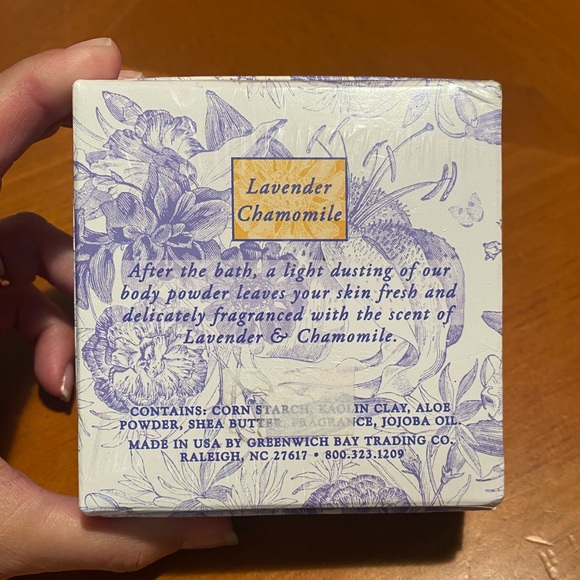 Lavender
Chamomile
After the bath, a light dusting of our
body powder leaves your skin fresh and
delicately fragranced with the scent of
Lavender & Chamomile.
CONTAINS: CORN STARCH, KAOLIN CLAY, ALOE
POWDER, SHEA BUTTER, FRAGRANCE, JOJOBA OIL.
MADE IN USA BY GREENWICH BAY TRADING CO.
RALEIGH, NC 27617 • 800.323.1209